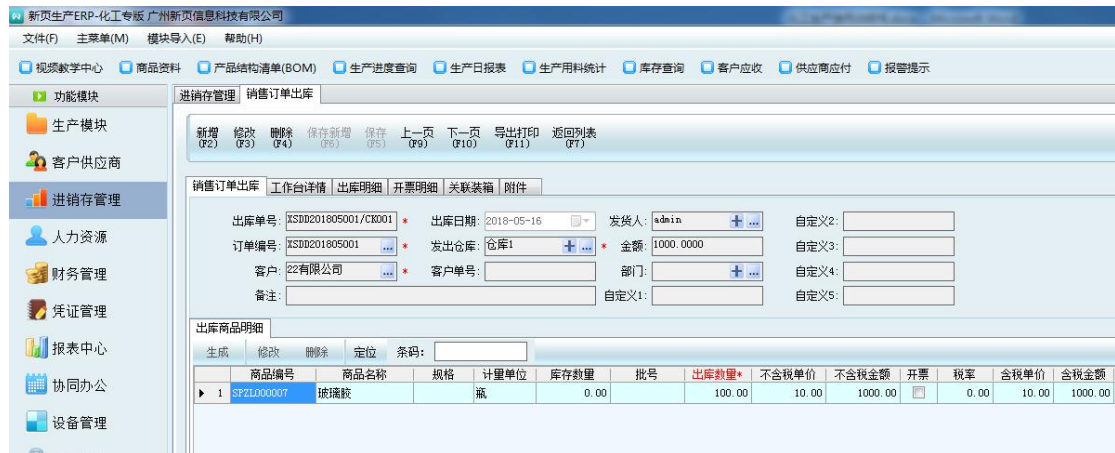 新页生产ERP-化工专版 广州新页信息科技有限公司
文件(F) 主菜单(M) 模块导入(E) 帮助(H)
视频教学中心 商品资料 产品结构清单(BOM) 生产进度查询 生产日报表 生产用料统计 库存查询 客户应收 供应商应付 报警提示
功能模块
生产模块
客户供应商
进销存管理
人力资源
财务管理
凭证管理
报表中心
协同办公
设备管理
进销存管理 销售订单出库
新增 修改 删除 保存新增 保存 上一页 下一页 导出打印 返回列表
(F2) (F3) (F4) (F6) (F5) (F9) (F10) (F11) (F7)
销售订单出库 工作台详情 出库明细 开票明细 关联装箱 附件
出库单号: XSDD201805001/CK001 * 出库日期: 2018-05-16 发货人: admin 自定义2:
订单编号: XSDD201805001 ... * 发出仓库: 仓库1 ... * 金额: 1000.0000 自定义3:
客户: 22有限公司 ... * 客户单号: 部门: ... 自定义4:
备注: 自定义1: 自定义5:
出库商品明细
生成 修改 删除 定位 条码:
商品编号 商品名称 规格 计量单位 库存数量 批号 出库数量* 不含税单价 不含税金额 开票 税率 含税单价 含税金额
1 SPZL000007 玻璃胶 瓶 0.00 100.00 10.00 1000.00 0.00 10.00 1000.00